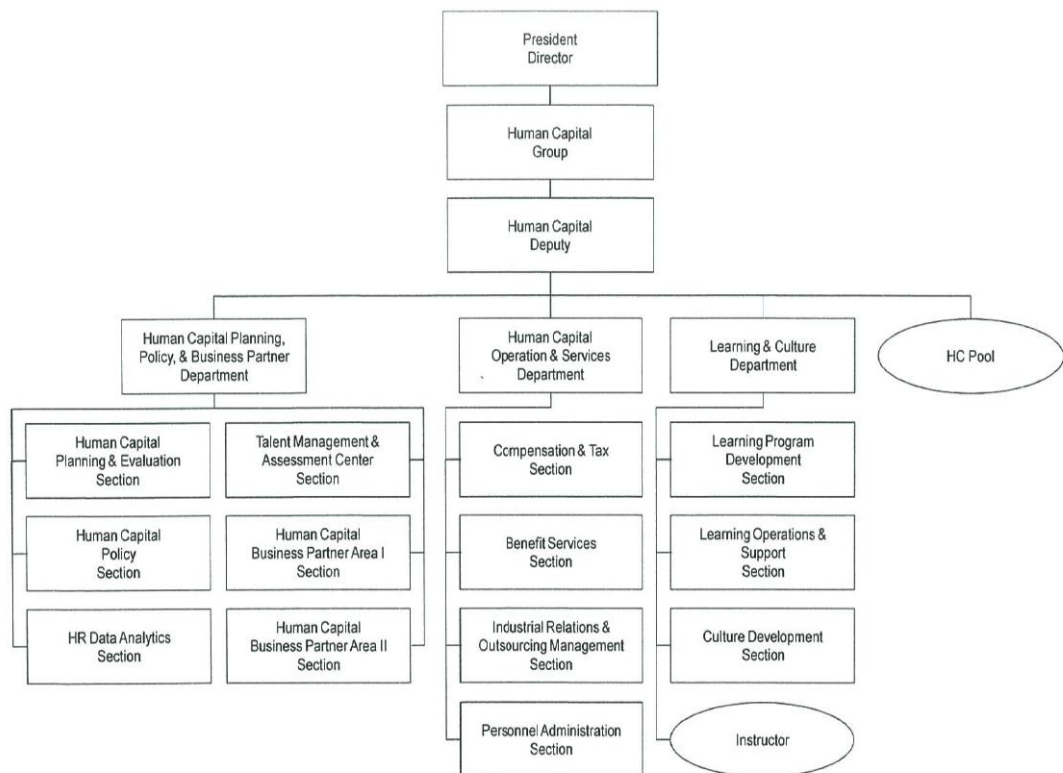 President
Director
Human Capital
Group
Human Capital
Deputy
Human Capital Planning,
Policy, & Business Partner
Department
Human Capital
Operation & Services
Department
Learning & Culture
Department
HC Pool
Human Capital
Planning & Evaluation
Section
Talent Management &
Assessment Center
Section
Compensation & Tax
Section
Learning Program
Development
Section
Human Capital
Policy
Section
Human Capital
Business Partner Area I
Section
Benefit Services
Section
Learning Operations &
Support
Section
HR Data Analytics
Section
Human Capital
Business Partner Area II
Section
Industrial Relations &
Outsourcing Management
Section
Culture Development
Section
Personnel Administration
Section
Instructor